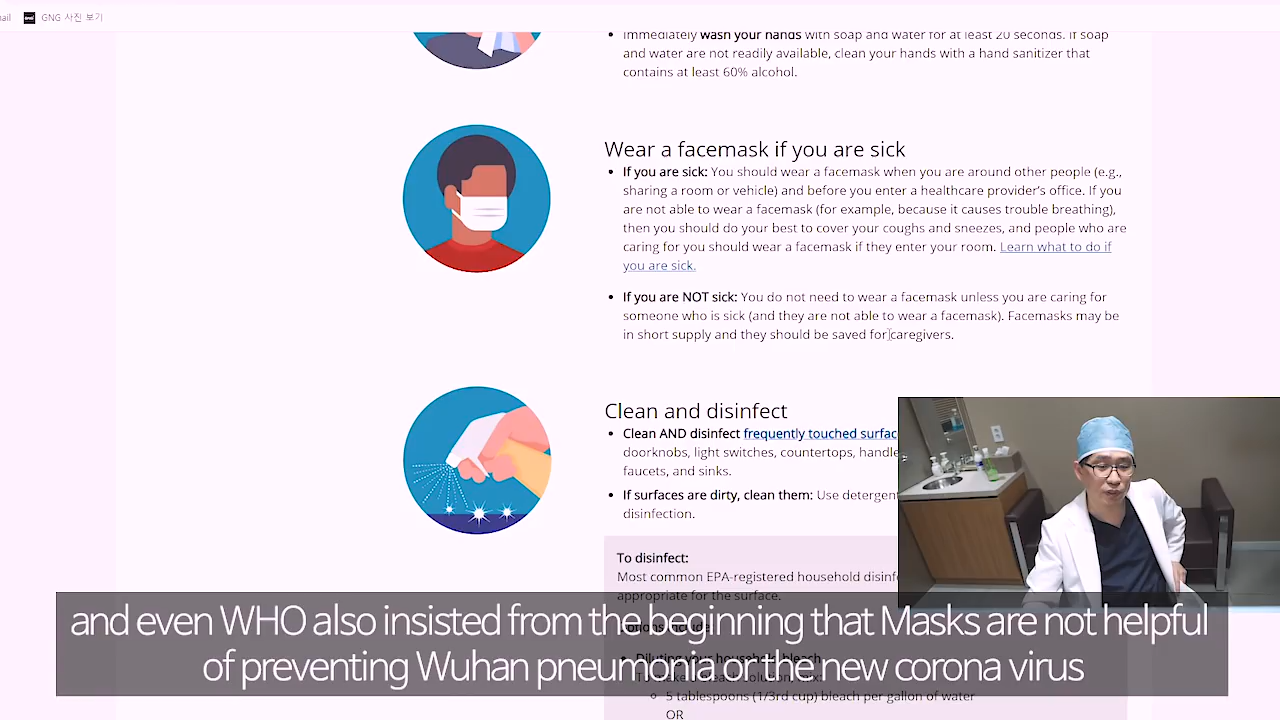 ail GNG 사진 보기
Immediately wash your hands with soap and water for at least 20 seconds. If soap
and water are not readily available, clean your hands with a hand sanitizer that
contains at least 60% alcohol.
Wear a facemask if you are sick
If you are sick: You should wear a facemask when you are around other people (e.g.,
sharing a room or vehicle) and before you enter a healthcare provider's office. If you
are not able to wear a facemask (for example, because it causes trouble breathing),
then you should do your best to cover your coughs and sneezes, and people who are
caring for you should wear a facemask if they enter your room. Learn what to do if
you are sick.
If you are NOT sick: You do not need to wear a facemask unless you are caring for
someone who is sick (and they are not able to wear a facemask). Facemasks may be
in short supply and they should be saved for caregivers.
Clean and disinfect
Clean AND disinfect frequently touched surfac
doorknobs, light switches, countertops, handle
faucets, and sinks.
If surfaces are dirty, clean them: Use detergen
disinfection.
To disinfect:
Most common EPA-registered household disinf
appropriate for the surface.
and even WHO also insisted from the beginning that Masks are not helpful
of preventing Wuhan pneumonia or the new corona virus
Diluting your household bleach
5 tablespoons (1/3rd cup) bleach per gallon of water
OR